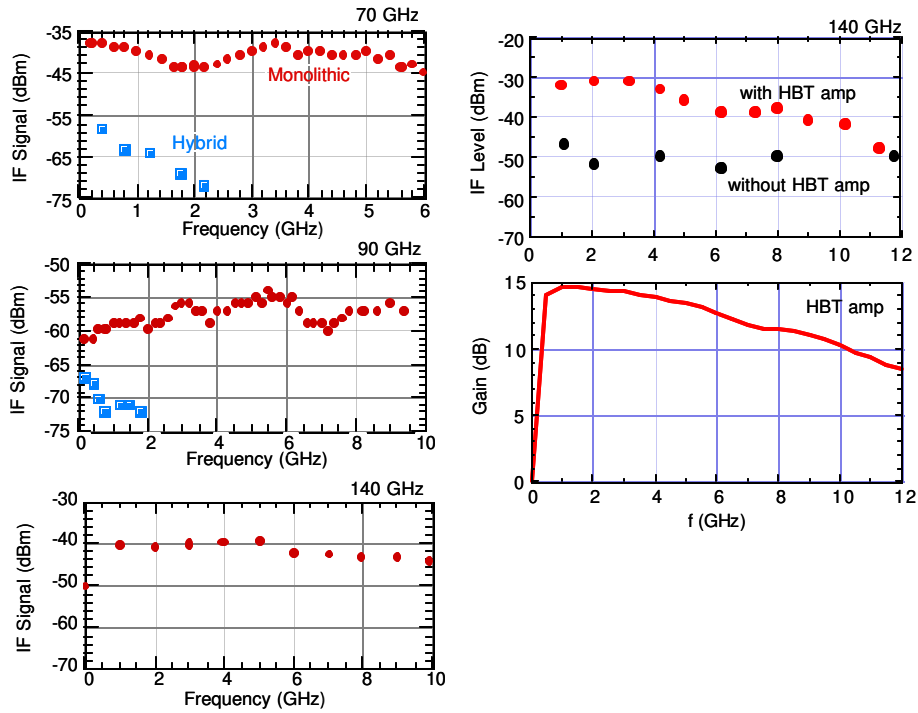 70 GHz
-35
-45
-55
-65
-75
IF Signal (dBm)
Monolithic
Hybrid
0 1 2 3 4 5 6
Frequency (GHz)
90 GHz
-50
-55
-60
-65
-70
-75
IF Signal (dBm)
0 2 4 6 8 10
Frequency (GHz)
140 GHz
-30
-40
-50
-60
-70
IF Signal (dBm)
0 2 4 6 8 10
Frequency (GHz)
140 GHz
-20
-30
-40
-50
-60
-70
IF Level (dBm)
with HBT amp
without HBT amp
0 2 4 6 8 10 12
15
10
5
0
Gain (dB)
HBT amp
0 2 4 6 8 10 12
f (GHz)